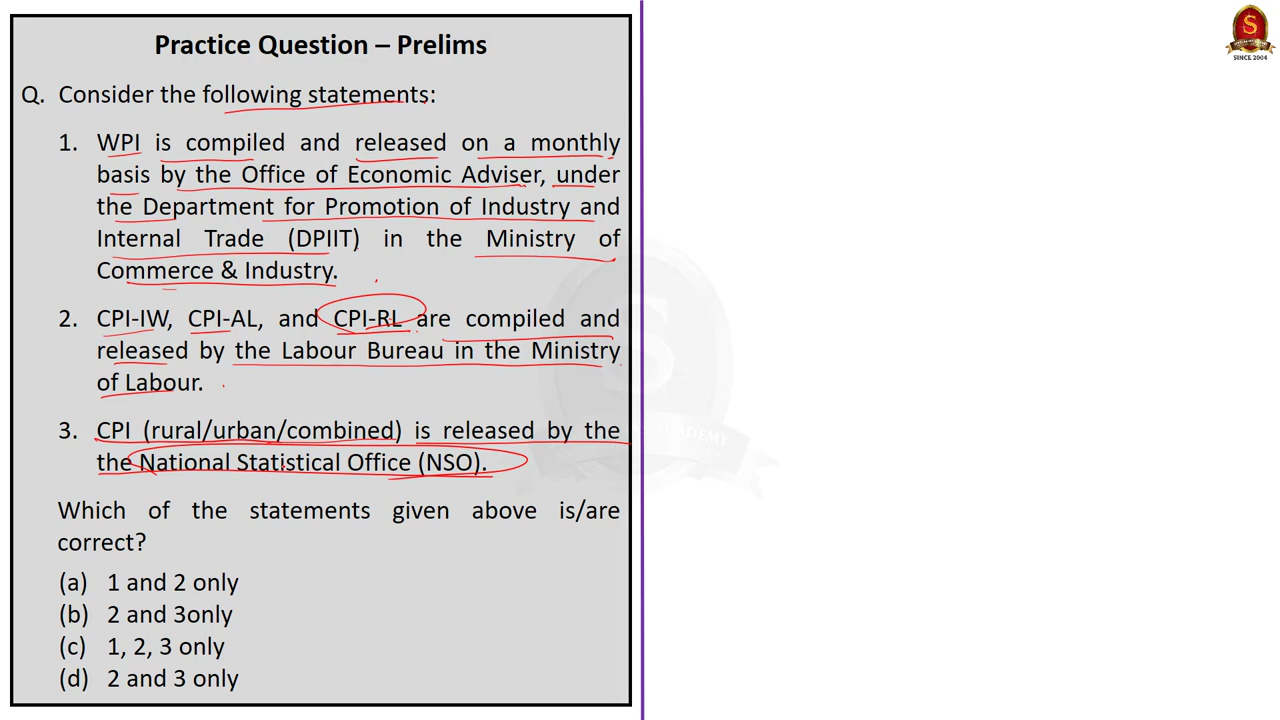 Practice Question – Prelims
Q. Consider the following statements:
1. WPI is compiled and released on a monthly
basis by the Office of Economic Adviser, under
the Department for Promotion of Industry and
Internal Trade (DPIIT) in the Ministry of
Commerce & Industry.
2. CPI-IW, CPI-AL, and CPI-RL are compiled and
released by the Labour Bureau in the Ministry
of Labour.
3. CPI (rural/urban/combined) is released by the
the National Statistical Office (NSO).
Which of the statements given above is/are
correct?
(a) 1 and 2 only
(b) 2 and 3only
(c) 1, 2, 3 only
(d) 2 and 3 only
S
SINCE 2004